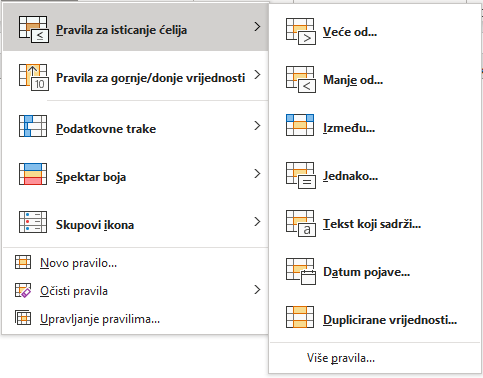 Pravila za isticanje ćelija
Pravila za gornje/donje vrijednosti
10
Podatkovne trake
Spektar boja
Skupovi ikona
Novo pravilo...
Očisti pravila
Upravljanje pravilima...
Veće od...
Manje od...
Između...
Jednako...
Tekst koji sadrži...
a
Datum pojave...
Duplicirane vrijednosti...
Više pravila...